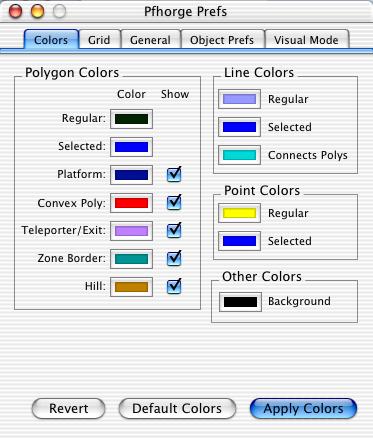 Pfhorge Prefs
Colors Grid General Object Prefs Visual Mode
Polygon Colors
Color Show
Regular:
Selected:
Platform:
Convex Poly:
Teleporter/Exit:
Zone Border:
Hill:
Line Colors
Regular
Selected
Connects Polys
Point Colors
Regular
Selected
Other Colors
Background
Revert Default Colors Apply Colors